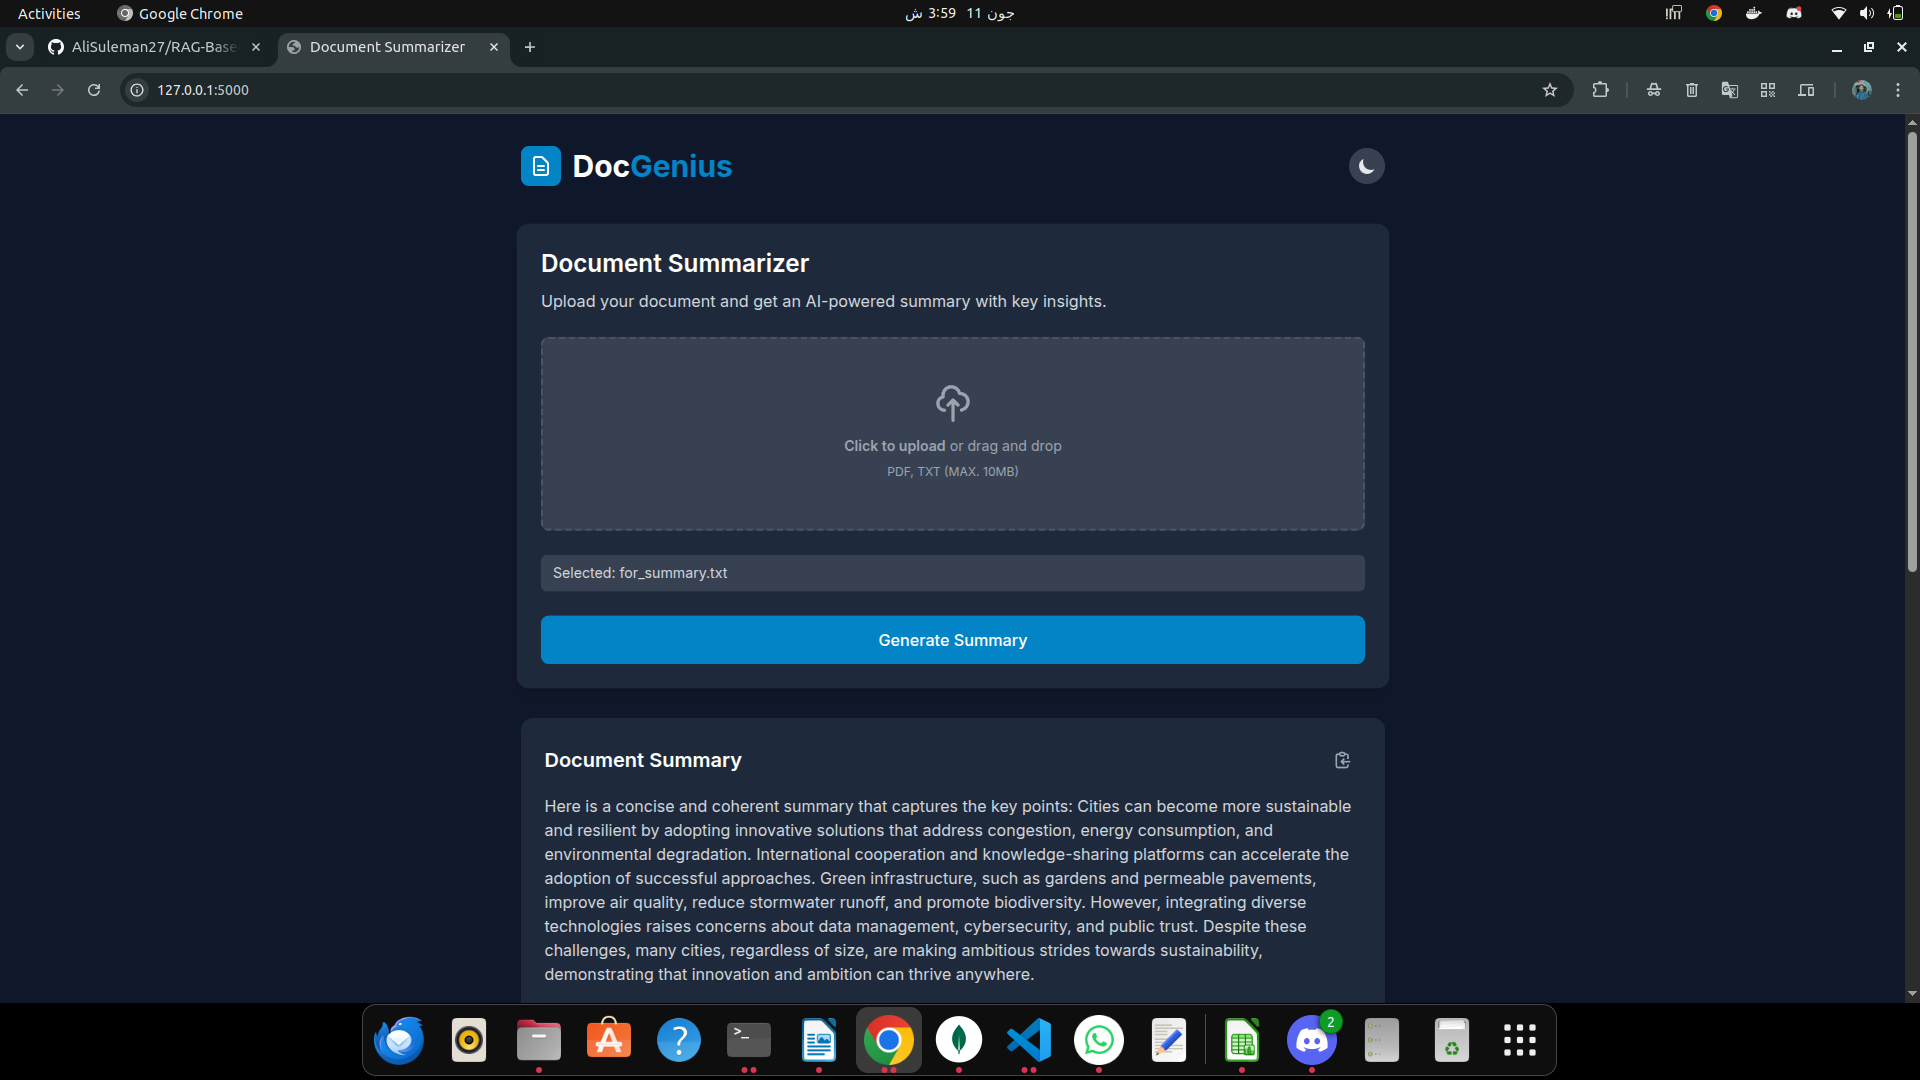 Activities
Google Chrome
جون 11  3:59 ش
AliSuleman27/RAG-Base
Document Summarizer
127.0.0.1:5000
DocGenius
Document Summarizer
Upload your document and get an AI-powered summary with key insights.
Click to upload or drag and drop
PDF, TXT (MAX. 10MB)
Selected: for_summary.txt
Generate Summary
Document Summary
Here is a concise and coherent summary that captures the key points: Cities can become more sustainable
and resilient by adopting innovative solutions that address congestion, energy consumption, and
environmental degradation. International cooperation and knowledge-sharing platforms can accelerate the
adoption of successful approaches. Green infrastructure, such as gardens and permeable pavements,
improve air quality, reduce stormwater runoff, and promote biodiversity. However, integrating diverse
technologies raises concerns about data management, cybersecurity, and public trust. Despite these
challenges, many cities, regardless of size, are making ambitious strides towards sustainability,
demonstrating that innovation and ambition can thrive anywhere.
2